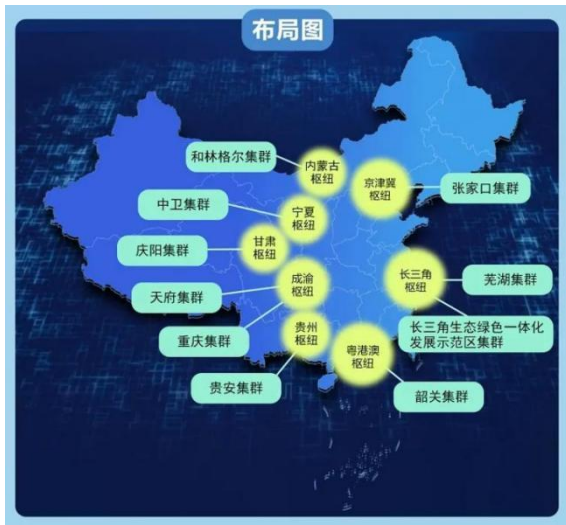 布局图
和林格尔集群
内蒙古
枢纽
京津冀
枢纽
张家口集群
中卫集群
宁夏
枢纽
庆阳集群
甘肃
枢纽
天府集群
成渝
枢纽
长三角
枢纽
芜湖集群
重庆集群
贵州
枢纽
粤港澳
枢纽
长三角生态绿色一体化
发展示范区集群
贵安集群
韶关集群